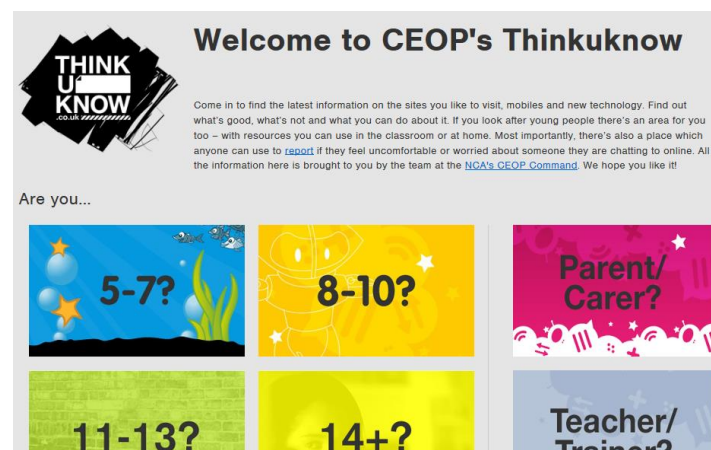 THINK
U
KNOW
.co.uk
Welcome to CEOP's Thinkuknow
Come in to find the latest information on the sites you like to visit, mobiles and new technology. Find out
what's good, what's not and what you can do about it. If you look after young people there's an area for you
too – with resources you can use in the classroom or at home. Most importantly, there's also a place which
anyone can use to report if they feel uncomfortable or worried about someone they are chatting to online. All
the information here is brought to you by the team at the NCA's CEOP Command. We hope you like it!
Are you...
5-7?
8-10?
Parent/
Carer?
11-13?
14+?
Teacher/
Trainer?